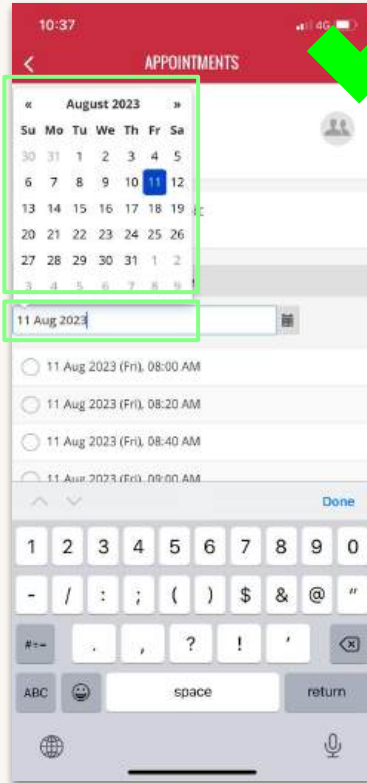 10:37
4G
APPOINTMENTS
« August 2023 »
Su Mo Tu We Th Fr Sa
30 31 1 2 3 4 5
6 7 8 9 10 11 12
13 14 15 16 17 18 19
20 21 22 23 24 25 26
27 28 29 30 31 1 2
3 4 5 6 7 8 9
11 Aug 2023
11 Aug 2023 (Fri), 08:00 AM
11 Aug 2023 (Fri), 08:20 AM
11 Aug 2023 (Fri), 08:40 AM
11 Aug 2023 (Fri), 09:00 AM
Done
1 2 3 4 5 6 7 8 9 0
- / : ; ( ) $ & @ "
#+= . , ? ! ' 
ABC space return